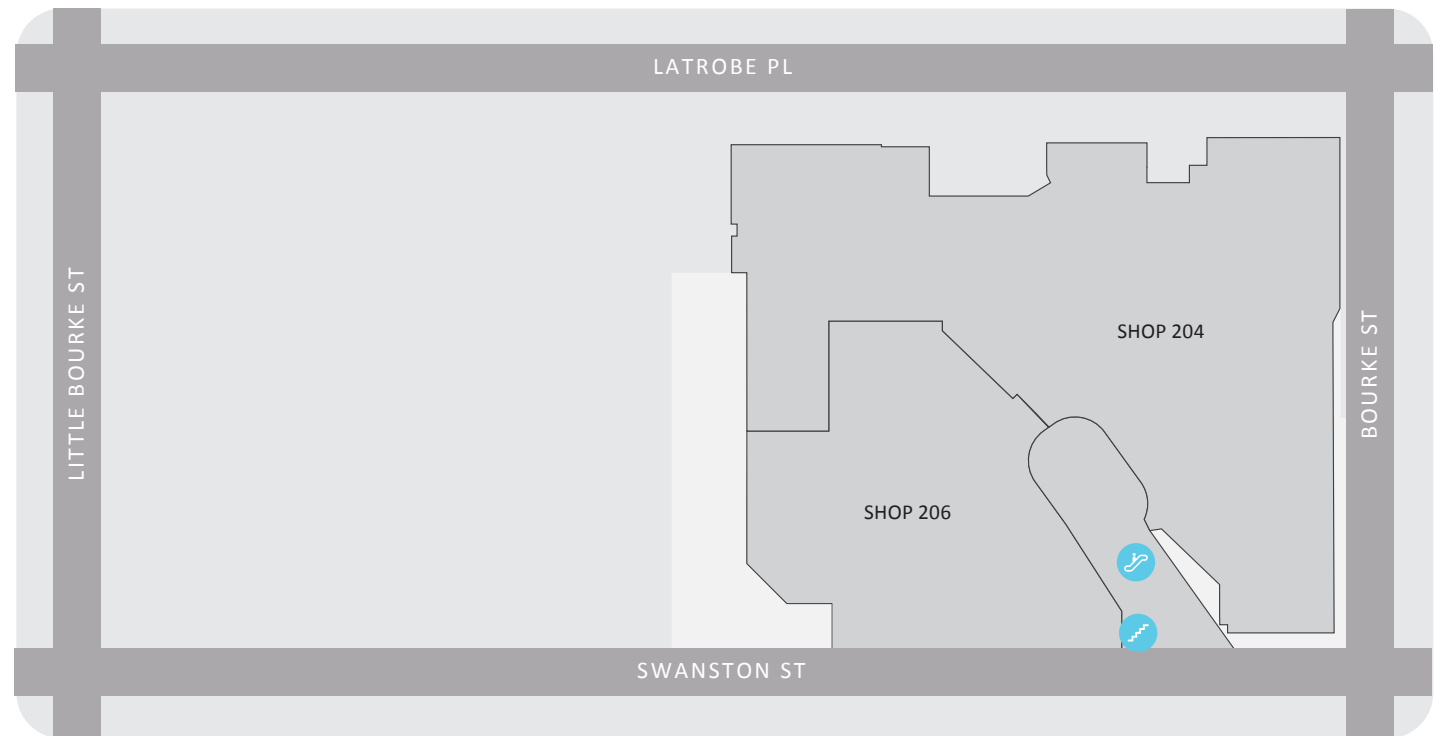 LATROBE PL
LITTLE BOURKE ST
SHOP 204
BOURKE ST
SHOP 206
SWANSTON ST